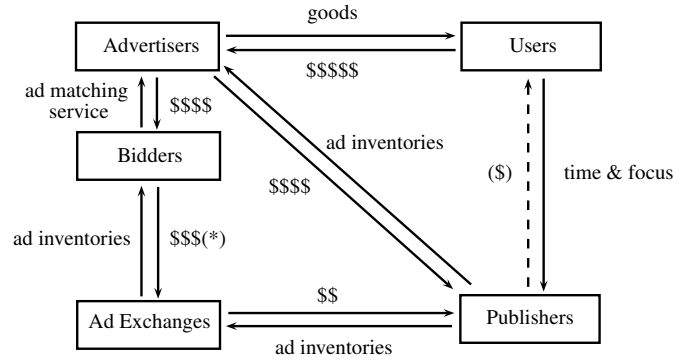 goods
Advertisers
Users
$$$$$
ad matching
service
$$$$
Bidders
ad inventories
$$$$
($)
time & focus
ad inventories
$$$(*)
$$
Ad Exchanges
Publishers
ad inventories